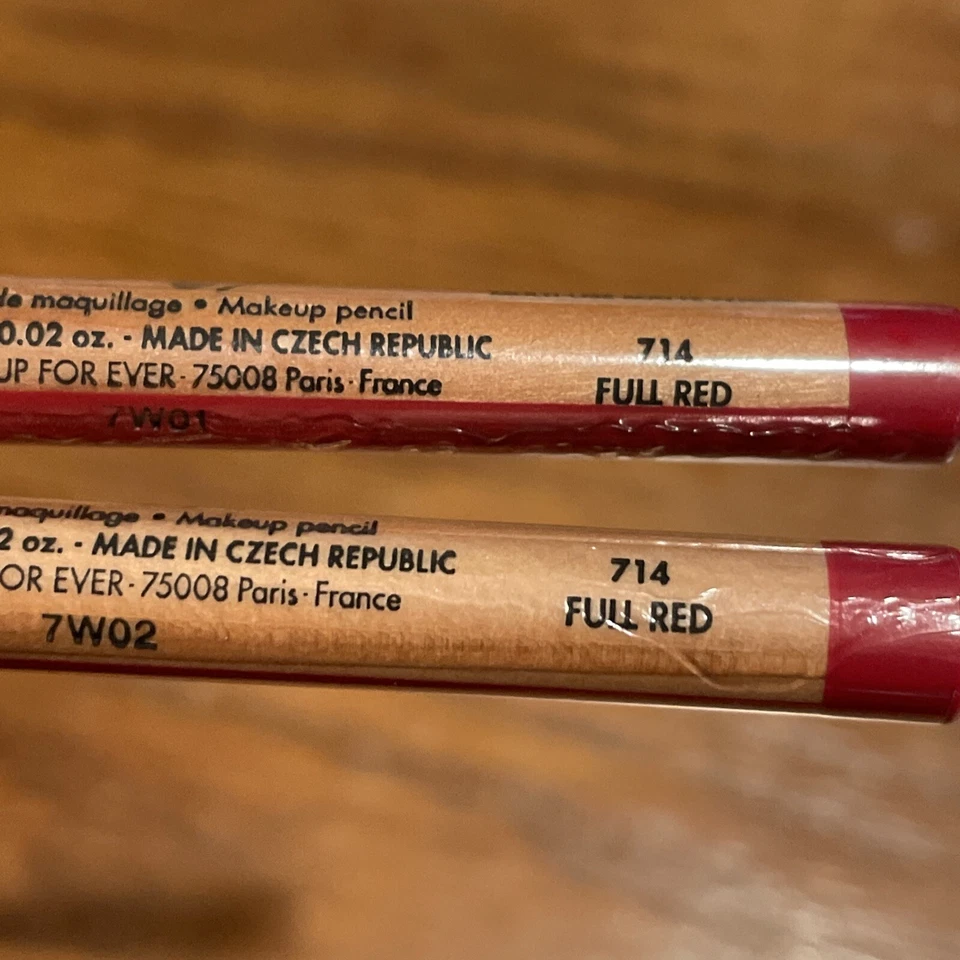 maquillage • Makeup pencil
0.02 oz. - MADE IN CZECH REPUBLIC
UP FOR EVER - 75008 Paris · France
7W01
714
FULL RED
maquillage • Makeup pencil
2 oz. - MADE IN CZECH REPUBLIC
OR EVER - 75008 Paris · France
7W02
714
FULL RED